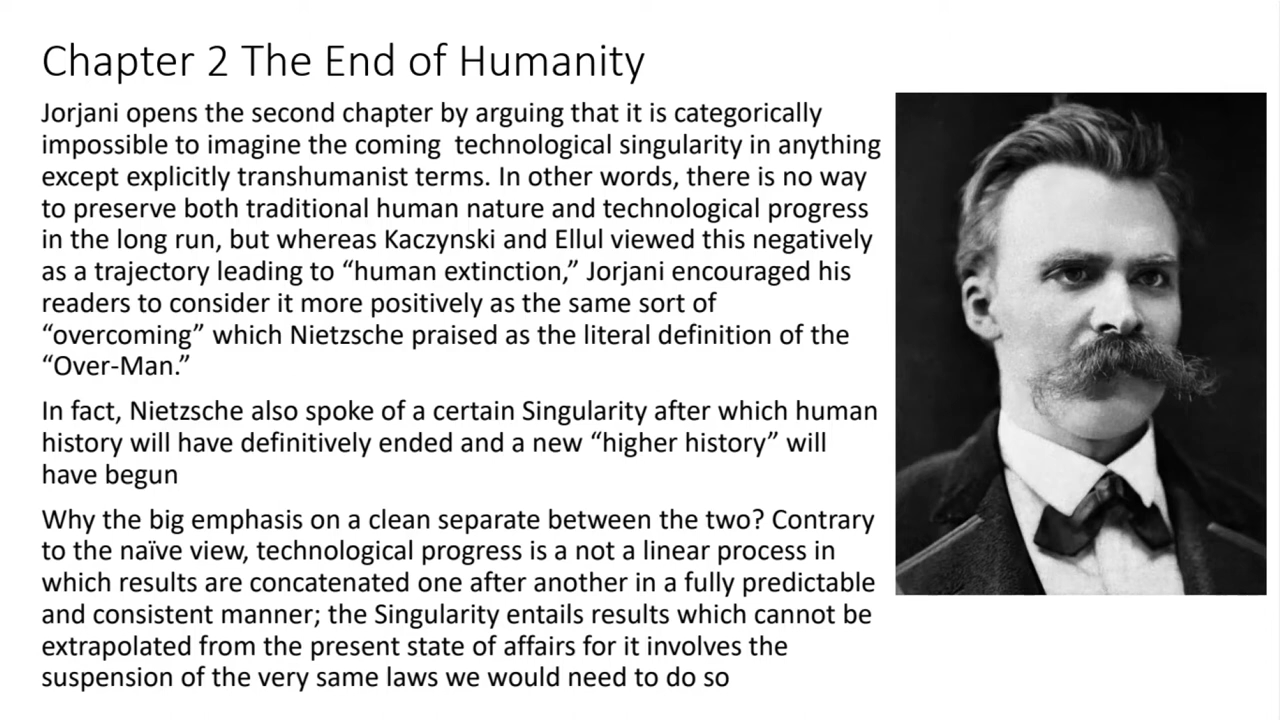 Chapter 2 The End of Humanity
Jorjani opens the second chapter by arguing that it is categorically
impossible to imagine the coming  technological singularity in anything
except explicitly transhumanist terms. In other words, there is no way
to preserve both traditional human nature and technological progress
in the long run, but whereas Kaczynski and Ellul viewed this negatively
as a trajectory leading to “human extinction,” Jorjani encouraged his
readers to consider it more positively as the same sort of
“overcoming” which Nietzsche praised as the literal definition of the
“Over-Man.”
In fact, Nietzsche also spoke of a certain Singularity after which human
history will have definitively ended and a new “higher history” will
have begun
Why the big emphasis on a clean separate between the two? Contrary
to the naïve view, technological progress is a not a linear process in
which results are concatenated one after another in a fully predictable
and consistent manner; the Singularity entails results which cannot be
extrapolated from the present state of affairs for it involves the
suspension of the very same laws we would need to do so